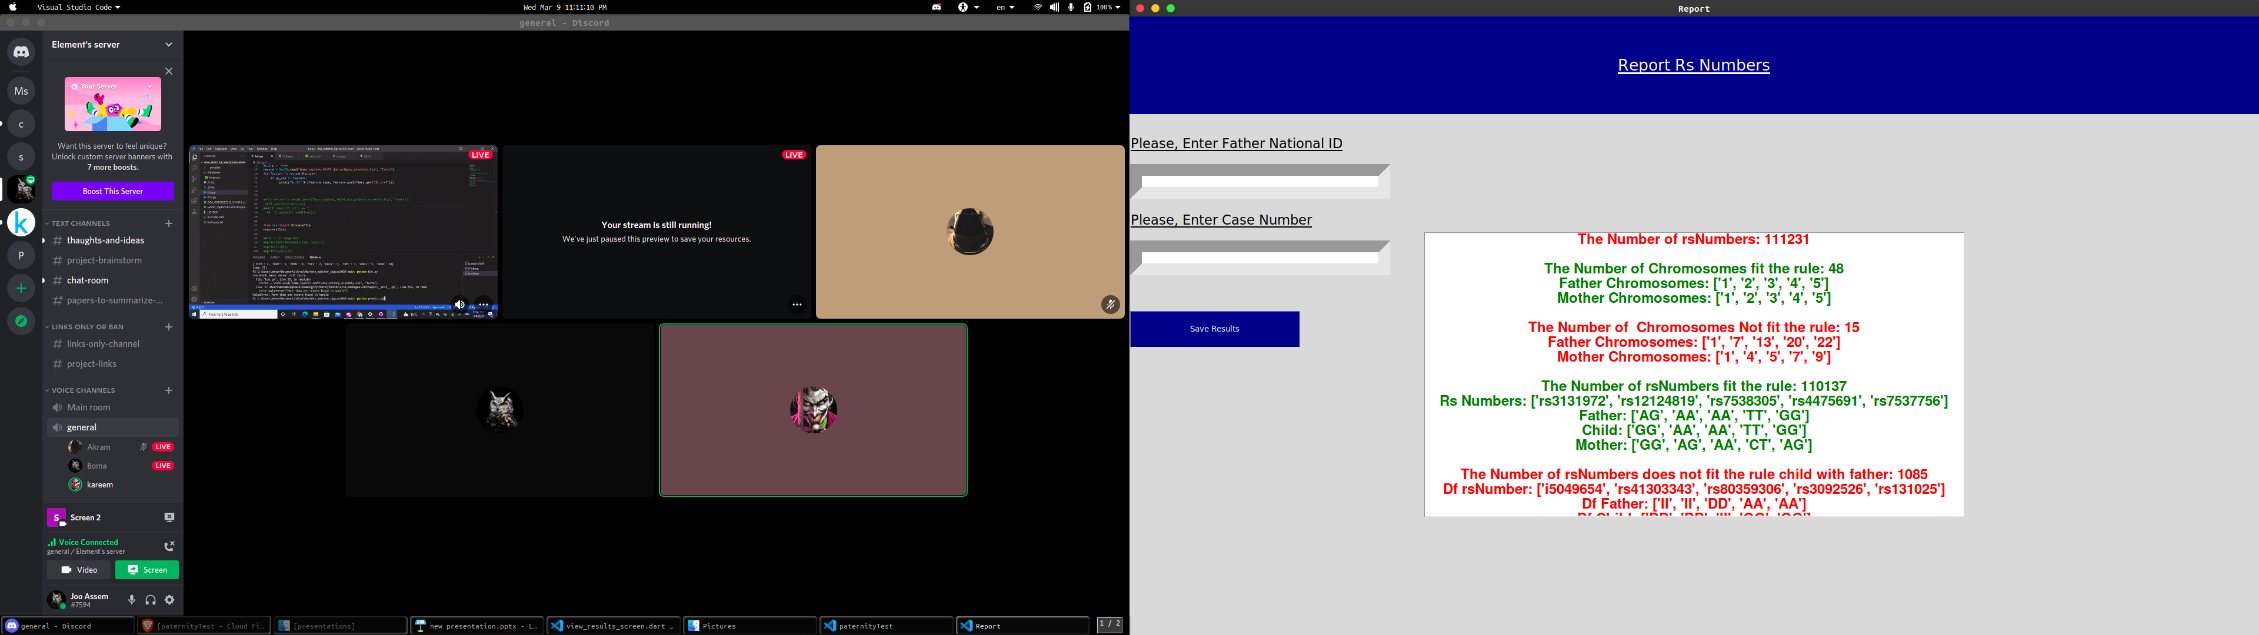 Visual Studio Code
Wed Mar 9 11:11:10 PM
en
100%
general - Discord
Element's server
Ms
c
s
k
P
Your Server
Want this server to feel unique?
Unlock custom server banners with
7 more boosts.
Boost This Server
TEXT CHANNELS
# thaughts-and-ideas
# project-brainstorm
# chat-room
# papers-to-summarize-...
LINKS ONLY OR BAN
# links-only-channel
# project-links
VOICE CHANNELS
Main room
general
Akram LIVE
Boma LIVE
kareem
S Screen 2
Voice Connected
general / Element's server
Video
Screen
Joo Assem
#7594
LIVE
LIVE
Your stream is still running!
We've just paused this preview to save your resources.
general - Discord
[paternityTest – Cloud Fi...
[presentations]
new presentation.pptx - L...
view_results_screen.dart ...
Pictures
paternityTest
Report
1 / 2
Report
Report Rs Numbers
Please, Enter Father National ID
Please, Enter Case Number
Save Results
The Number of rsNumbers: 111231
The Number of Chromosomes fit the rule: 48
Father Chromosomes: ['1', '2', '3', '4', '5']
Mother Chromosomes: ['1', '2', '3', '4', '5']
The Number of  Chromosomes Not fit the rule: 15
Father Chromosomes: ['1', '7', '13', '20', '22']
Mother Chromosomes: ['1', '4', '5', '7', '9']
The Number of rsNumbers fit the rule: 110137
Rs Numbers: ['rs3131972', 'rs12124819', 'rs7538305', 'rs4475691', 'rs7537756']
Father: ['AG', 'AA', 'AA', 'TT', 'GG']
Child: ['GG', 'AA', 'AA', 'TT', 'GG']
Mother: ['GG', 'AG', 'AA', 'CT', 'AG']
The Number of rsNumbers does not fit the rule child with father: 1085
Df rsNumber: ['i5049654', 'rs41303343', 'rs80359306', 'rs3092526', 'rs131025']
Df Father: ['II', 'II', 'DD', 'AA', 'AA']